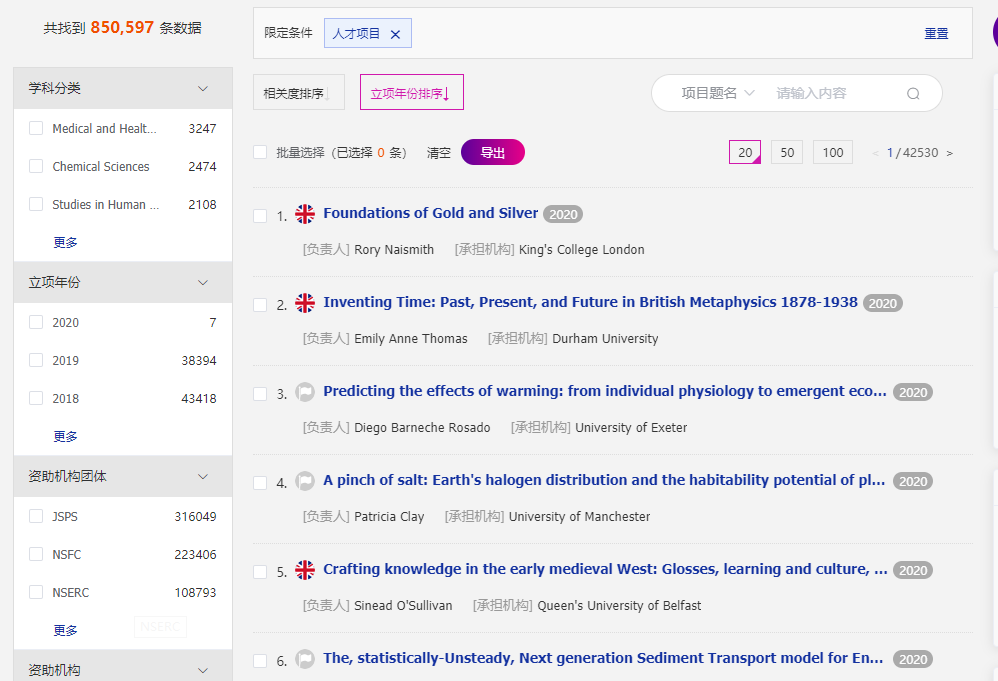 共找到 850,597 条数据
学科分类
Medical and Healt... 3247
Chemical Sciences 2474
Studies in Human ... 2108
更多
立项年份
2020 7
2019 38394
2018 43418
更多
资助机构团体
JSPS 316049
NSFC 223406
NSERC 108793
更多 NSERC
资助机构
限定条件 人才项目 × 重置
相关度排序↓ 立项年份排序↓ 项目题名 请输入内容
批量选择 (已选择 0 条) 清空 导出 20 50 100 < 1 / 42530 >
1. Foundations of Gold and Silver 2020
[负责人] Rory Naismith [承担机构] King's College London
2. Inventing Time: Past, Present, and Future in British Metaphysics 1878-1938 2020
[负责人] Emily Anne Thomas [承担机构] Durham University
3. Predicting the effects of warming: from individual physiology to emergent eco... 2020
[负责人] Diego Barneche Rosado [承担机构] University of Exeter
4. A pinch of salt: Earth's halogen distribution and the habitability potential of pl... 2020
[负责人] Patricia Clay [承担机构] University of Manchester
5. Crafting knowledge in the early medieval West: Glosses, learning and culture, ... 2020
[负责人] Sinead O'Sullivan [承担机构] Queen's University of Belfast
6. The, statistically-Unsteady, Next generation Sediment Transport model for En... 2020